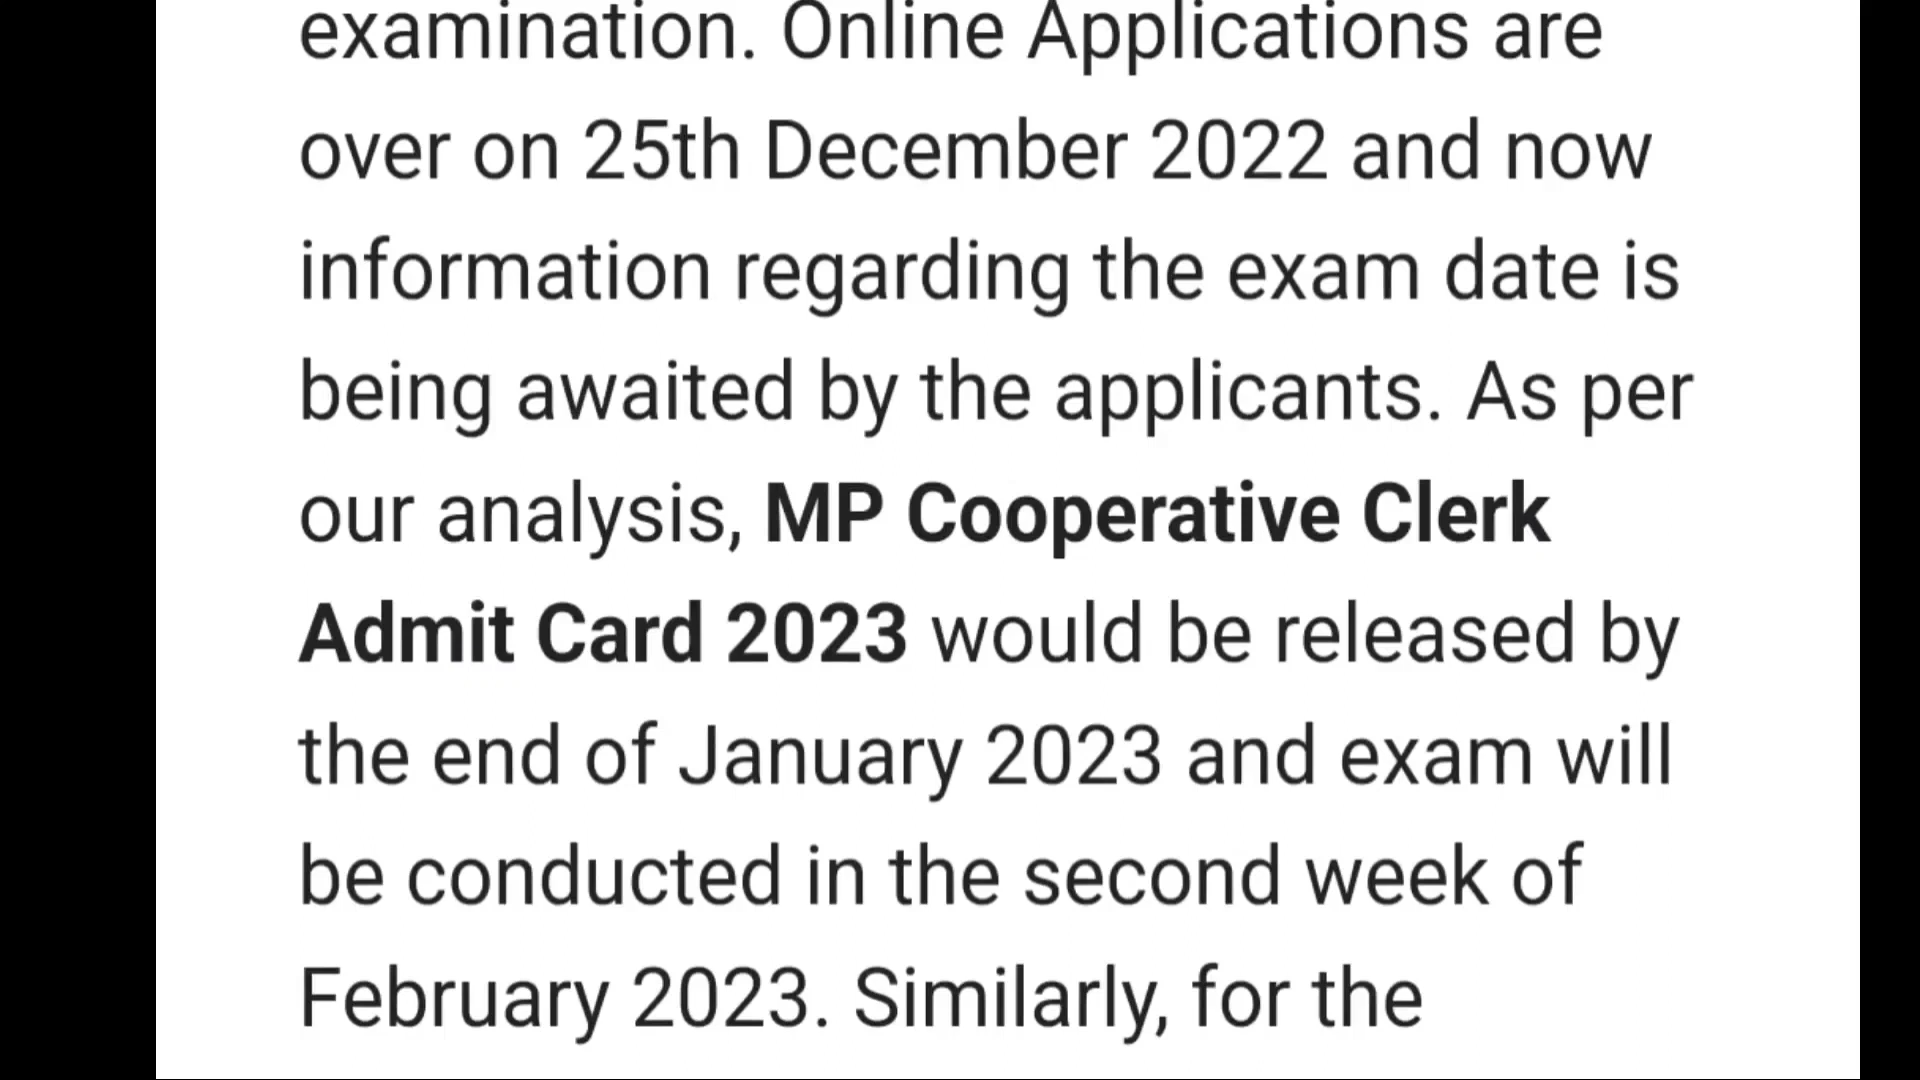 examination. Online Applications are
over on 25th December 2022 and now
information regarding the exam date is
being awaited by the applicants. As per
our analysis, MP Cooperative Clerk
Admit Card 2023 would be released by
the end of January 2023 and exam will
be conducted in the second week of
February 2023. Similarly, for the